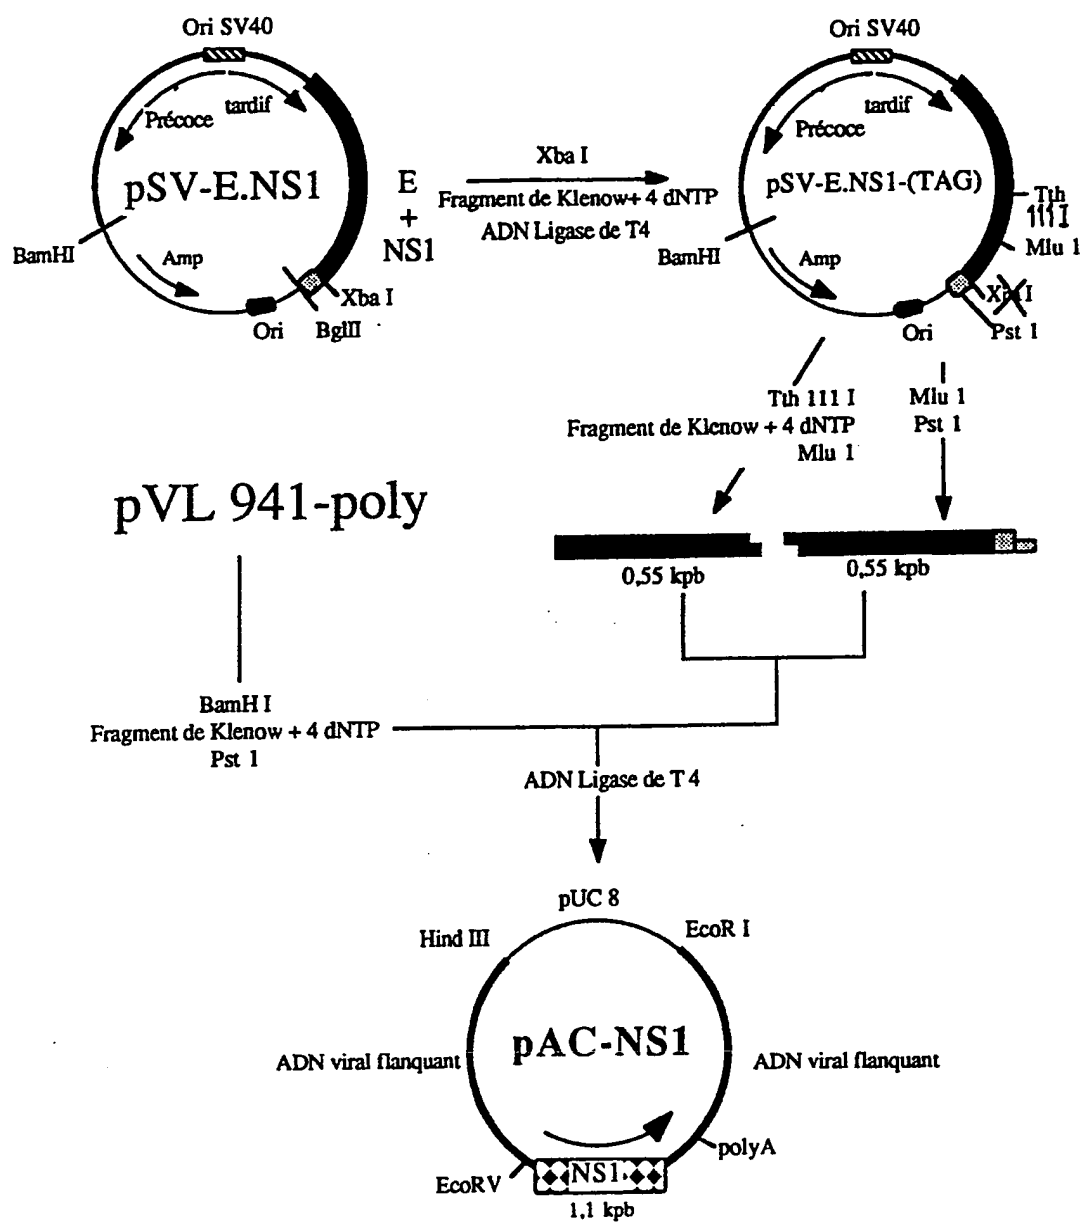 Ori SV40
Précoce
tardif
pSV-E.NS1
BamHI
Amp
Ori
BglII
Xba I
E
+
NS1
Xba I
Fragment de Klenow+ 4 dNTP
ADN Ligase de T4
Ori SV40
tardif
Précoce
pSV-E.NS1-(TAG)
Tth
111 I
Mlu 1
BamHI
Amp
Xba I
Ori
Pst 1
Tth 111 I
Fragment de Klenow + 4 dNTP
Mlu 1
Mlu 1
Pst 1
pVL 941-poly
0,55 kpb
0,55 kpb
BamH I
Fragment de Klenow + 4 dNTP
Pst 1
ADN Ligase de T 4
pUC 8
Hind III
EcoR I
pAC-NS1
ADN viral flanquant
ADN viral flanquant
polyA
EcoRV
NS1
1,1 kpb